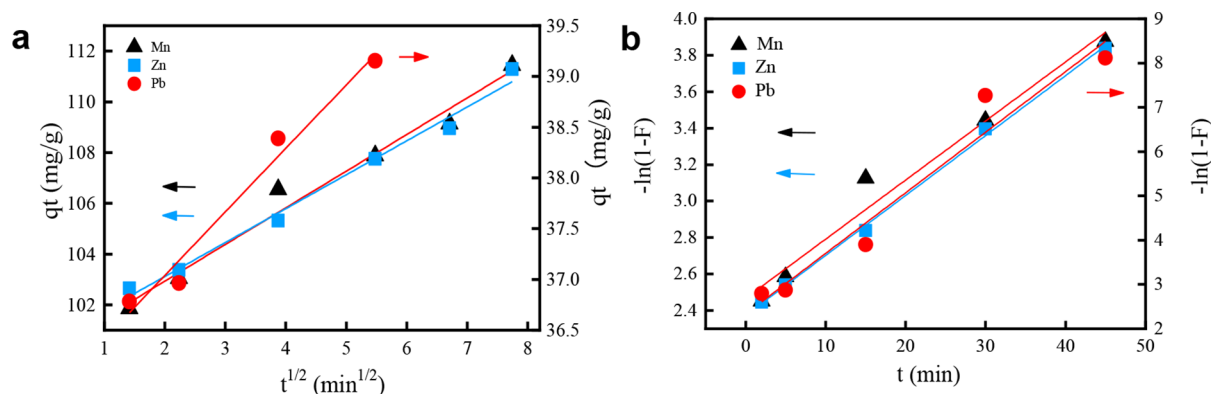 a
Mn
Zn
Pb
112
110
108
106
104
102
qt (mg/g)
39.5
39.0
38.5
38.0
37.5
37.0
36.5
qt (mg/g)
1 2 3 4 5 6 7 8
t^1/2 (min^1/2)
b
Mn
Zn
Pb
4.0
3.8
3.6
3.4
3.2
3.0
2.8
2.6
2.4
-ln(1-F)
9
8
7
6
5
4
3
2
-ln(1-F)
0 10 20 30 40 50
t (min)